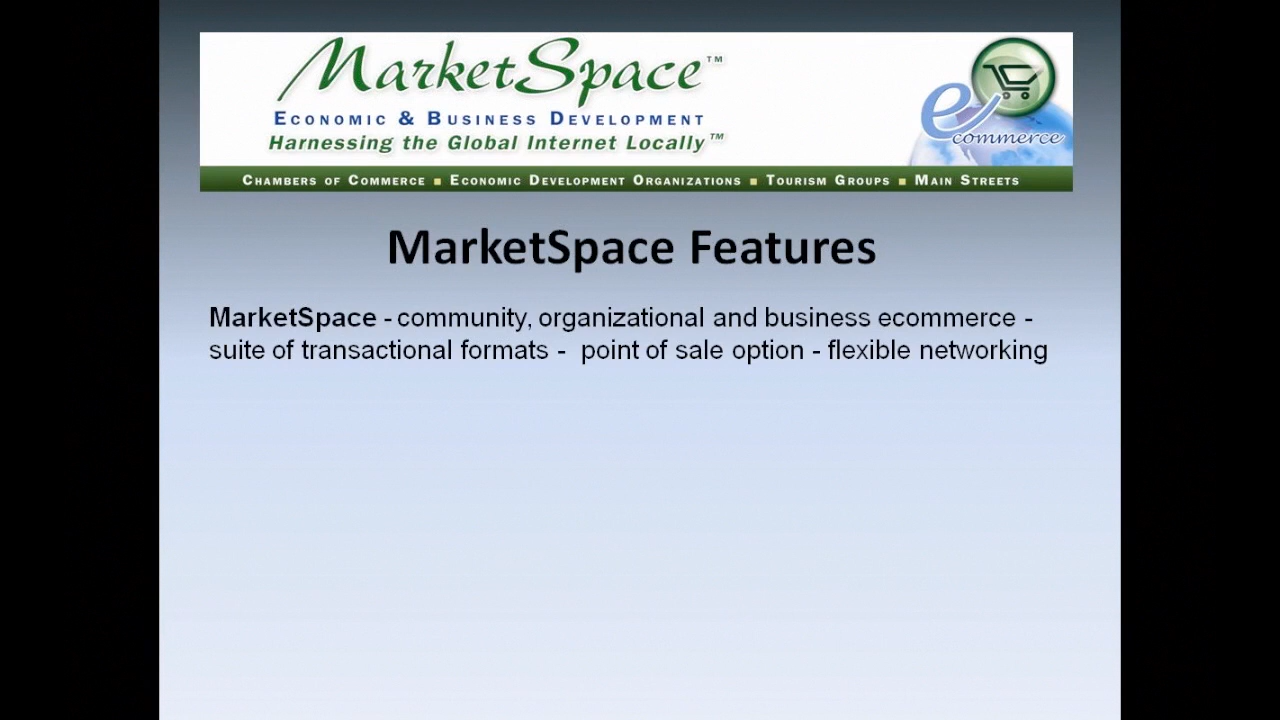 MarketSpace™
Economic & Business Development
Harnessing the Global Internet Locally™
e commerce
Chambers of Commerce ▪ Economic Development Organizations ▪ Tourism Groups ▪ Main Streets
MarketSpace Features
MarketSpace - community, organizational and business ecommerce -
suite of transactional formats - point of sale option - flexible networking